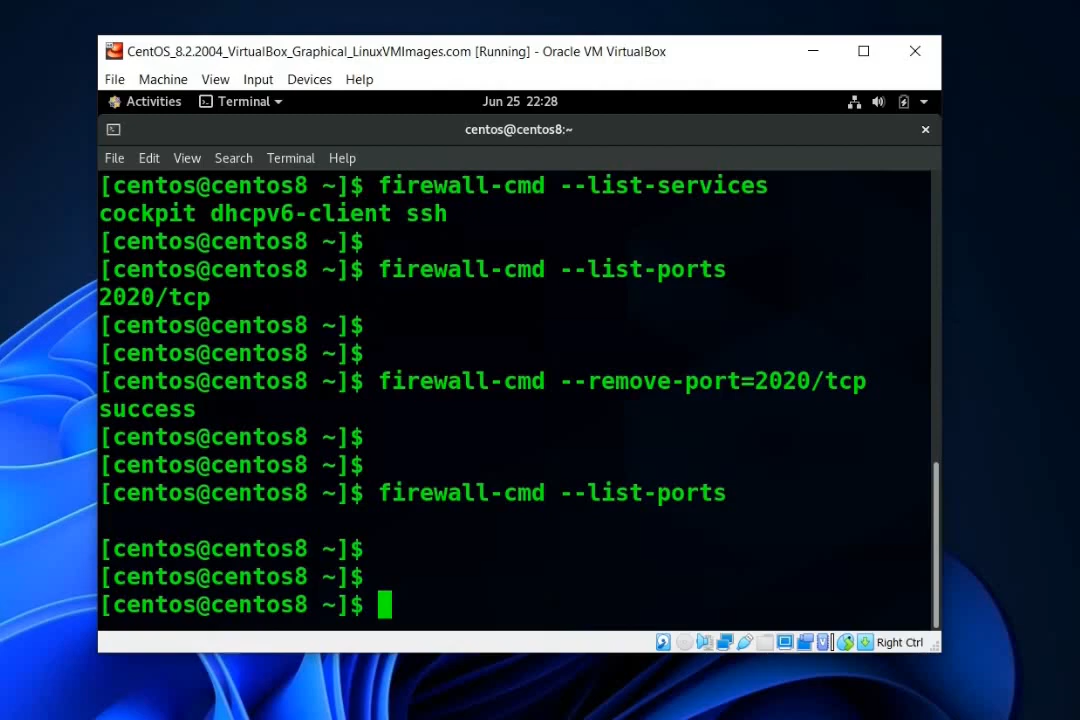 CentOS_8.2.2004_VirtualBox_Graphical_LinuxVMImages.com [Running] - Oracle VM VirtualBox
File Machine View Input Devices Help
Activities Terminal Jun 25 22:28
centos@centos8:~
File Edit View Search Terminal Help
[centos@centos8 ~]$ firewall-cmd --list-services
cockpit dhcpv6-client ssh
[centos@centos8 ~]$
[centos@centos8 ~]$ firewall-cmd --list-ports
2020/tcp
[centos@centos8 ~]$
[centos@centos8 ~]$
[centos@centos8 ~]$ firewall-cmd --remove-port=2020/tcp
success
[centos@centos8 ~]$
[centos@centos8 ~]$
[centos@centos8 ~]$ firewall-cmd --list-ports
[centos@centos8 ~]$
[centos@centos8 ~]$
[centos@centos8 ~]$
Right Ctrl